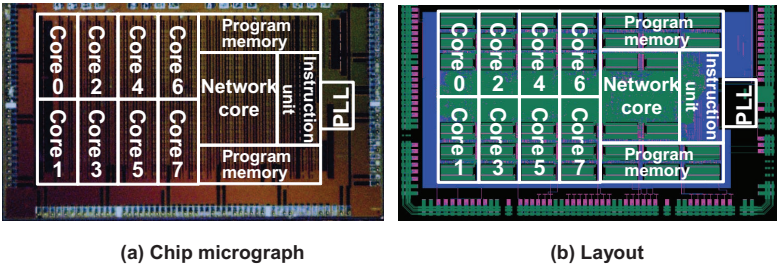 Core 0
Core 2
Core 4
Core 6
Program
memory
Core 1
Core 3
Core 5
Core 7
Network
core
Instruction
unit
PLL
Program
memory
Core 0
Core 2
Core 4
Core 6
Program
memory
Core 1
Core 3
Core 5
Core 7
Network
core
Instruction
unit
PLL
Program
memory
(a) Chip micrograph
(b) Layout